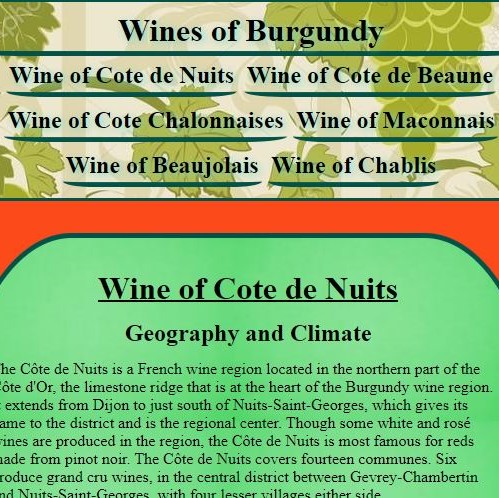 Wines of Burgundy
Wine of Cote de Nuits Wine of Cote de Beaune
Wine of Cote Chalonnaises Wine of Maconnais
Wine of Beaujolais Wine of Chablis
Wine of Cote de Nuits
Geography and Climate
he Côte de Nuits is a French wine region located in the northern part of the
ôte d'Or, the limestone ridge that is at the heart of the Burgundy wine region.
extends from Dijon to just south of Nuits-Saint-Georges, which gives its
ame to the district and is the regional center. Though some white and rosé
ines are produced in the region, the Côte de Nuits is most famous for reds
ade from pinot noir. The Côte de Nuits covers fourteen communes. Six
roduce grand cru wines, in the central district between Gevrey-Chambertin
nd Nuits-Saint-Georges, with four lesser villages either side